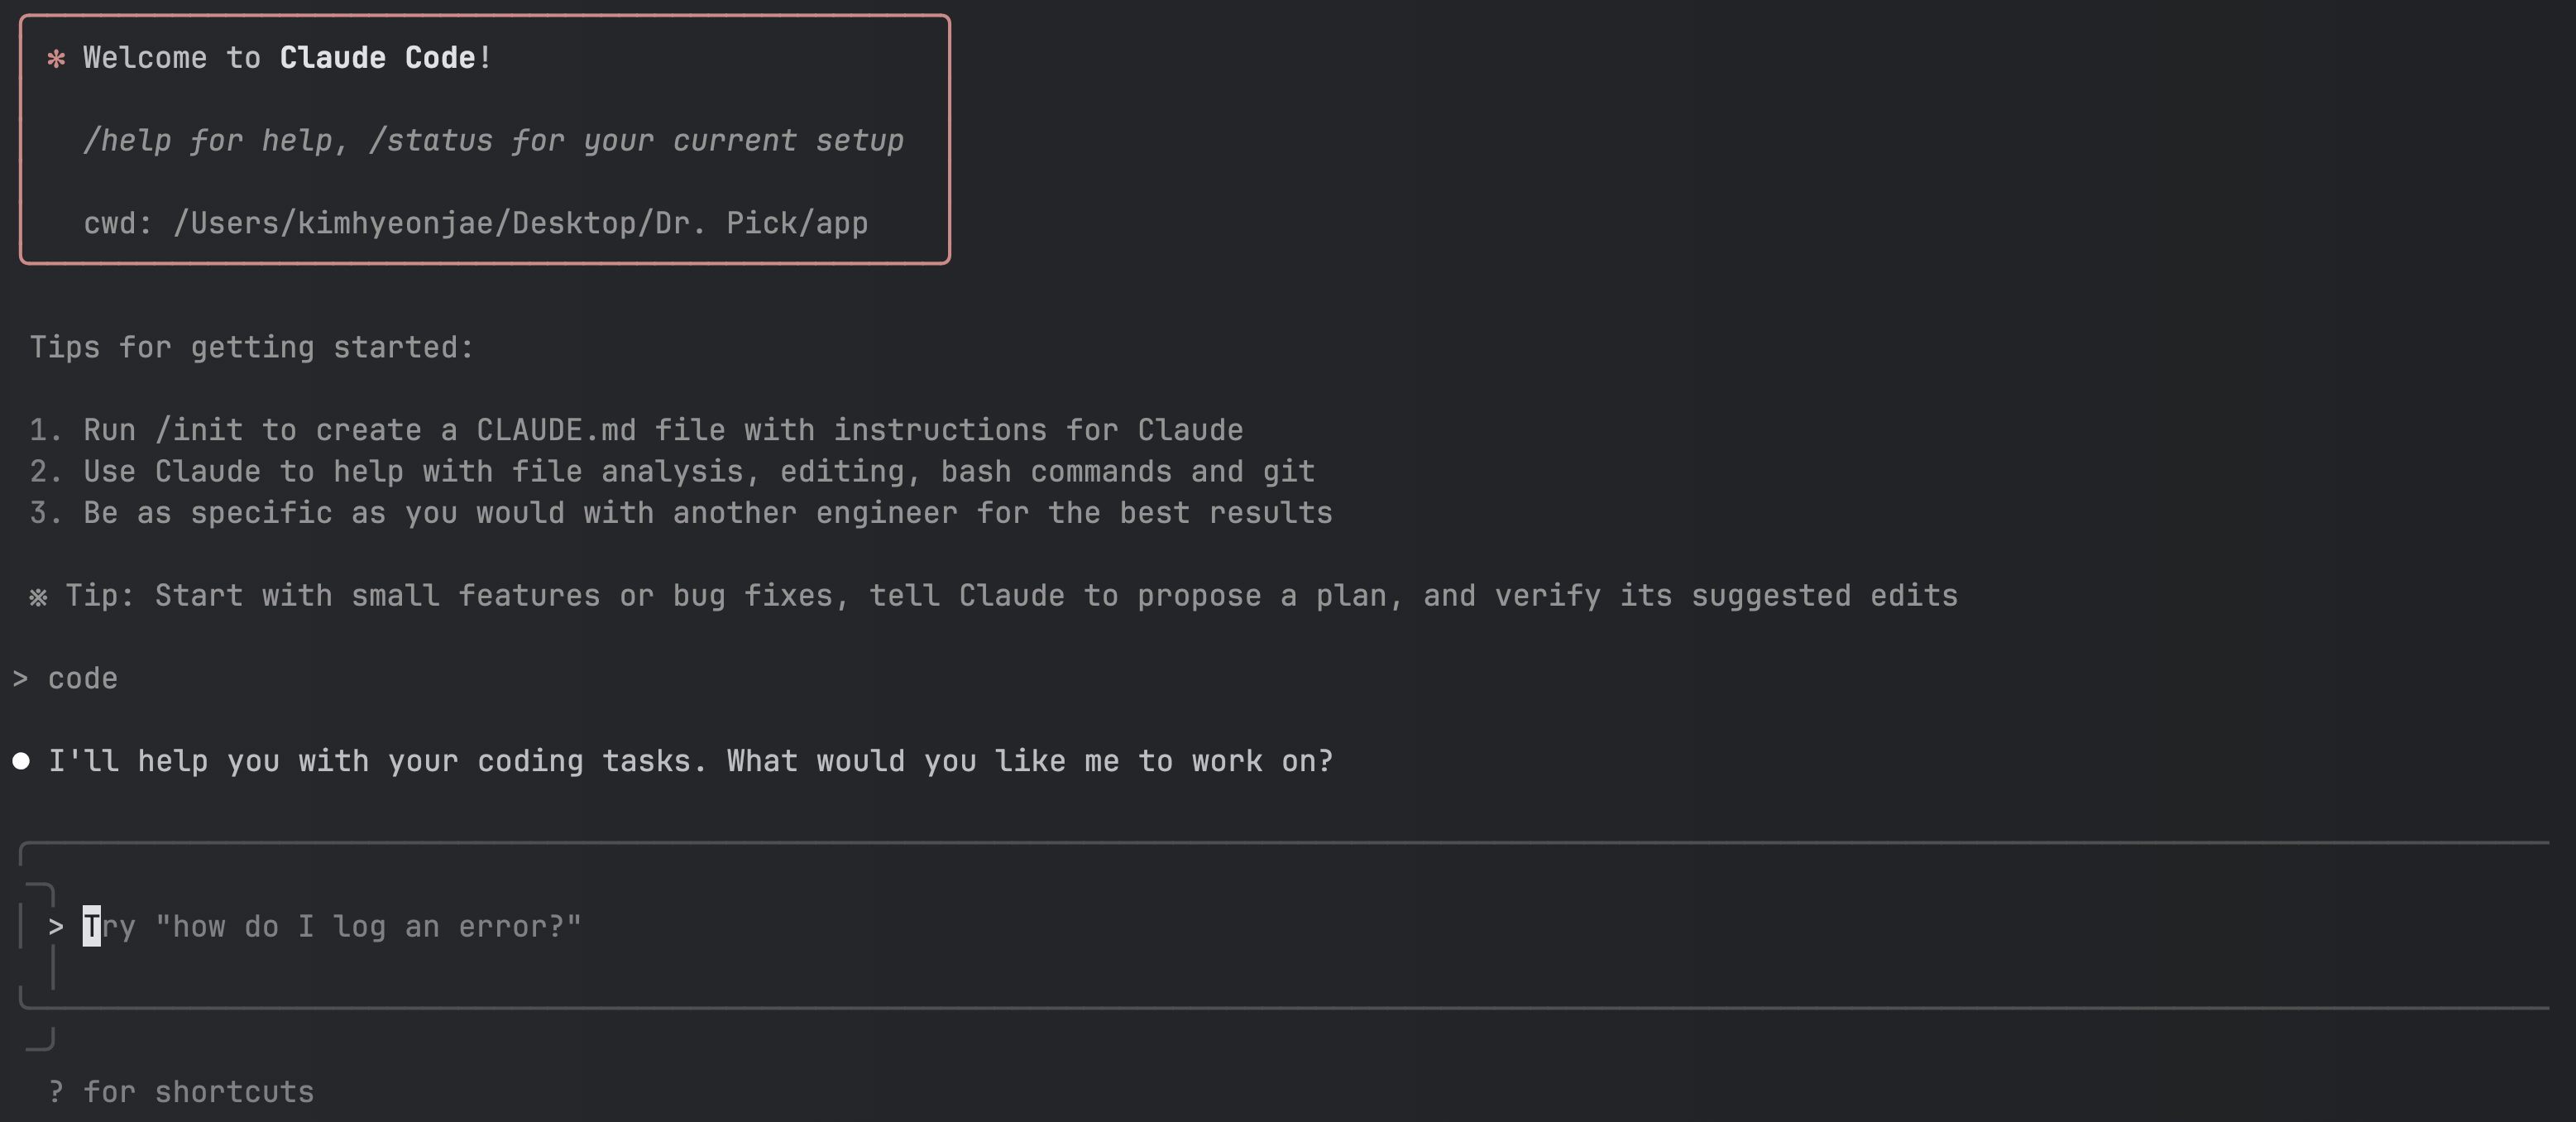 ✻ Welcome to Claude Code!
/help for help, /status for your current setup
cwd: /Users/kimhyeonjae/Desktop/Dr. Pick/app
Tips for getting started:
1. Run /init to create a CLAUDE.md file with instructions for Claude
2. Use Claude to help with file analysis, editing, bash commands and git
3. Be as specific as you would with another engineer for the best results
※ Tip: Start with small features or bug fixes, tell Claude to propose a plan, and verify its suggested edits
> code
● I'll help you with your coding tasks. What would you like me to work on?
> Try "how do I log an error?"
? for shortcuts